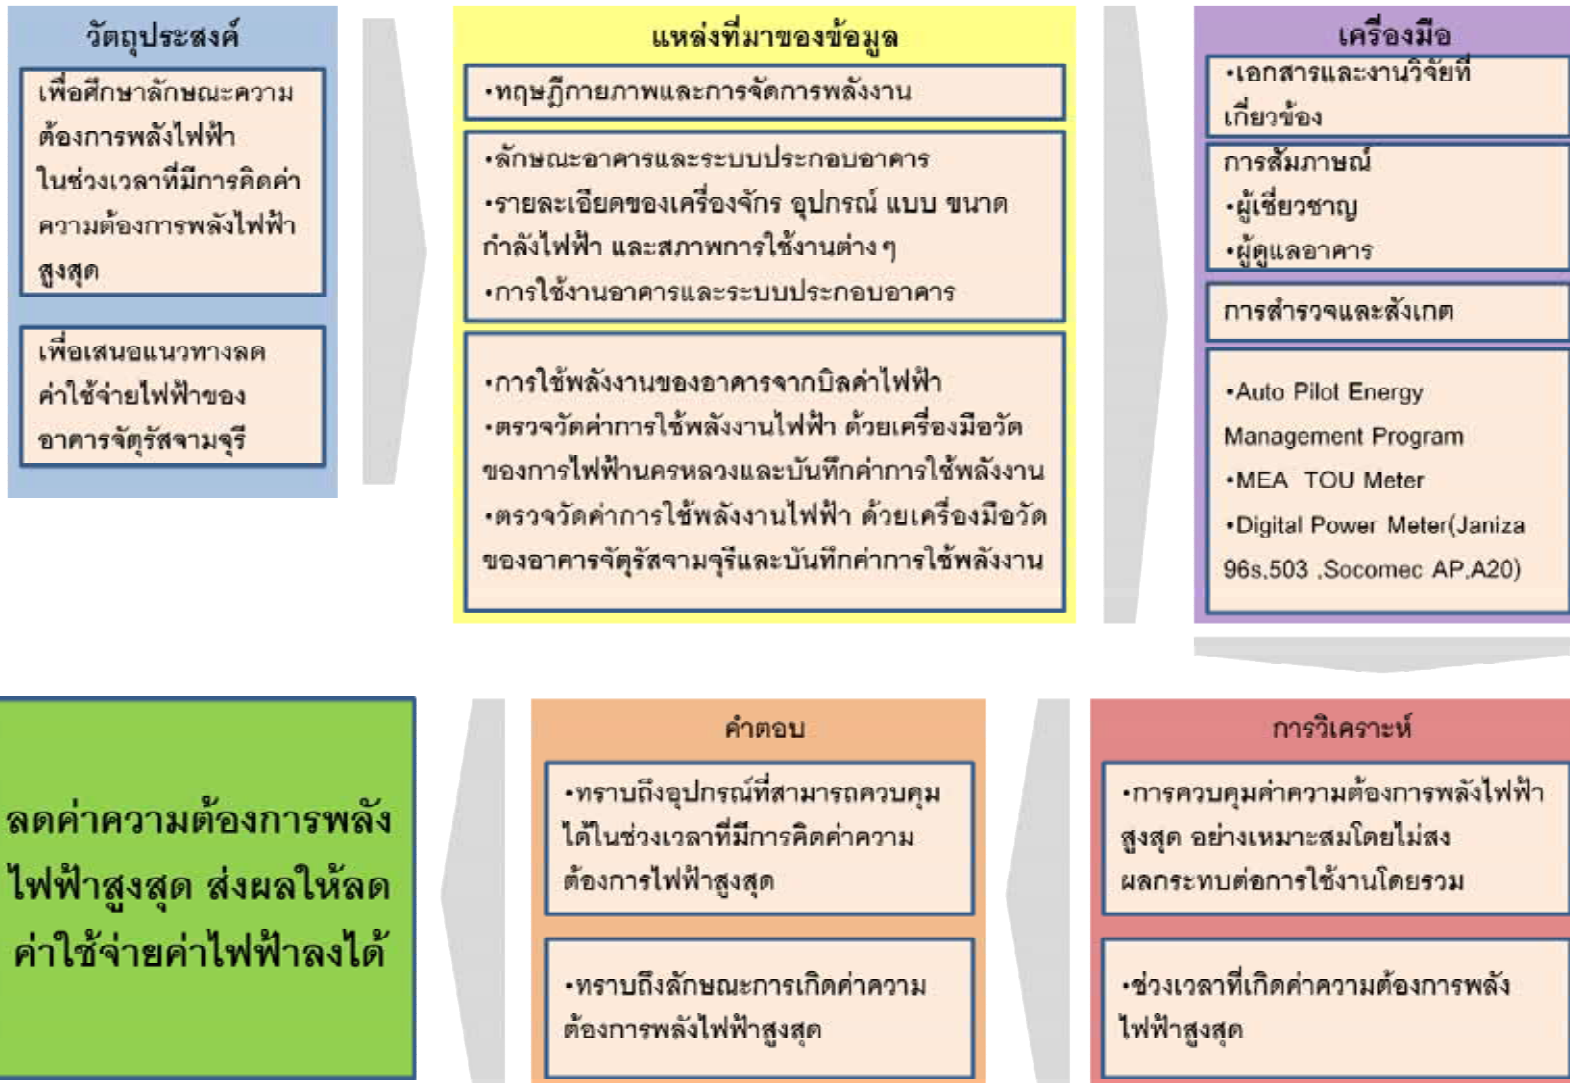 วัตถุประสงค์
เพื่อศึกษาลักษณะความ
ต้องการพลังไฟฟ้า
ในช่วงเวลาที่มีการคิดค่า
ความต้องการพลังไฟฟ้า
สูงสุด
เพื่อเสนอแนวทางลด
ค่าใช้จ่ายไฟฟ้าของ
อาคารจัตุรัสจามจุรี
แหล่งที่มาของข้อมูล
•ทฤษฎีกายภาพและการจัดการพลังงาน
•ลักษณะอาคารและระบบประกอบอาคาร
•รายละเอียดของเครื่องจักร อุปกรณ์ แบบ ขนาด
กำลังไฟฟ้า และสภาพการใช้งานต่าง ๆ
•การใช้งานอาคารและระบบประกอบอาคาร
•การใช้พลังงานของอาคารจากบิลค่าไฟฟ้า
•ตรวจวัดค่าการใช้พลังงานไฟฟ้า ด้วยเครื่องมือวัด
ของการไฟฟ้านครหลวงและบันทึกค่าการใช้พลังงาน
•ตรวจวัดค่าการใช้พลังงานไฟฟ้า ด้วยเครื่องมือวัด
ของอาคารจัตุรัสจามจุรีและบันทึกค่าการใช้พลังงาน
เครื่องมือ
•เอกสารและงานวิจัยที่
เกี่ยวข้อง
การสัมภาษณ์
•ผู้เชี่ยวชาญ
•ผู้ดูแลอาคาร
การสำรวจและสังเกต
•Auto Pilot Energy
Management Program
•MEA TOU Meter
•Digital Power Meter(Janiza
96s,503 ,Socomec AP,A20)
การวิเคราะห์
•การควบคุมค่าความต้องการพลังไฟฟ้า
สูงสุด อย่างเหมาะสมโดยไม่สง
ผลกระทบต่อการใช้งานโดยรวม
•ช่วงเวลาที่เกิดค่าความต้องการพลัง
ไฟฟ้าสูงสุด
คำตอบ
•ทราบถึงอุปกรณ์ที่สามารถควบคุม
ได้ในช่วงเวลาที่มีการคิดค่าความ
ต้องการไฟฟ้าสูงสุด
•ทราบถึงลักษณะการเกิดค่าความ
ต้องการพลังไฟฟ้าสูงสุด
ลดค่าความต้องการพลัง
ไฟฟ้าสูงสุด ส่งผลให้ลด
ค่าใช้จ่ายค่าไฟฟ้าลงได้